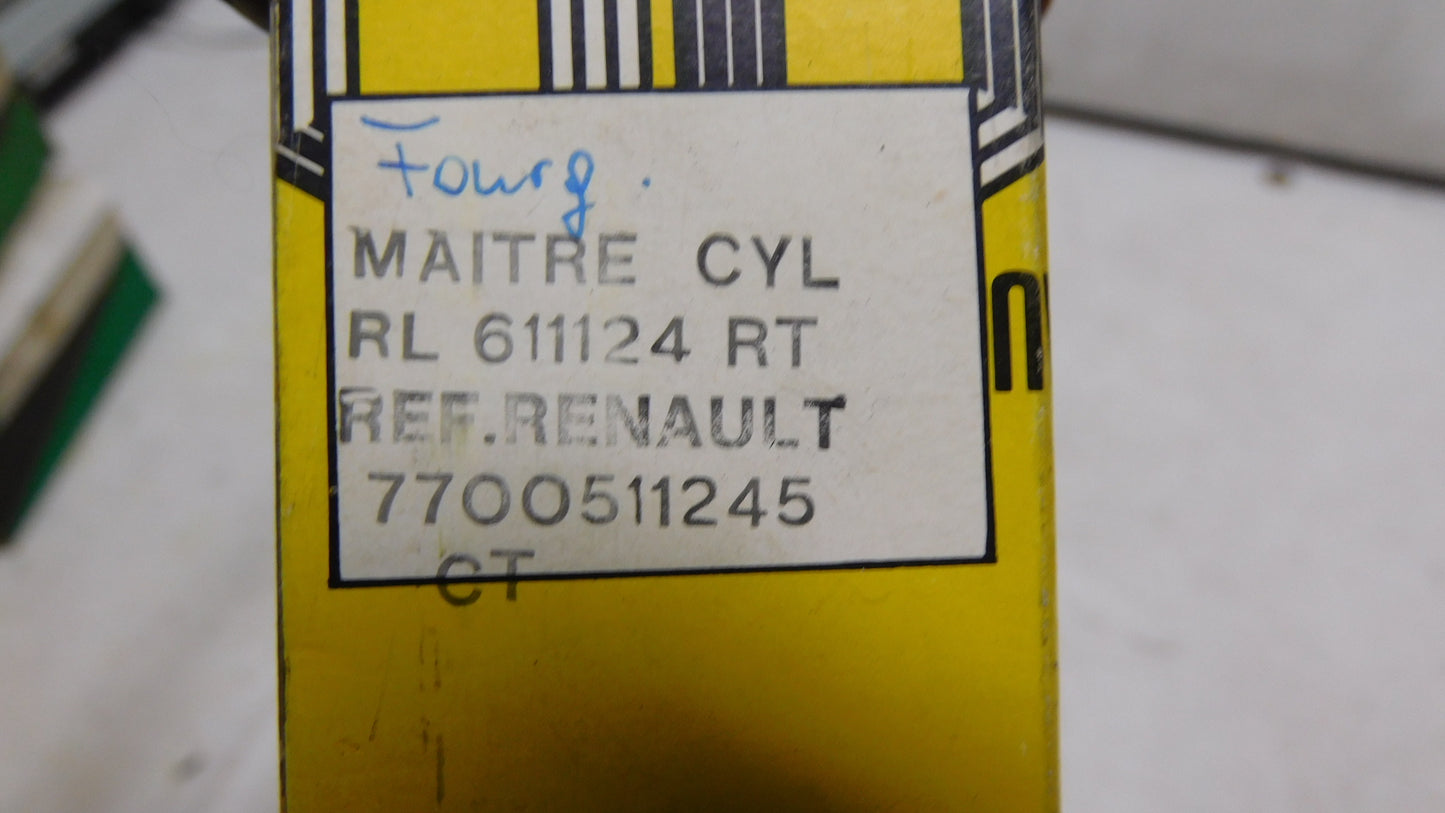 Fourg.
MAITRE CYL
RL 611124 RT
REF.RENAULT
7700511245
CT